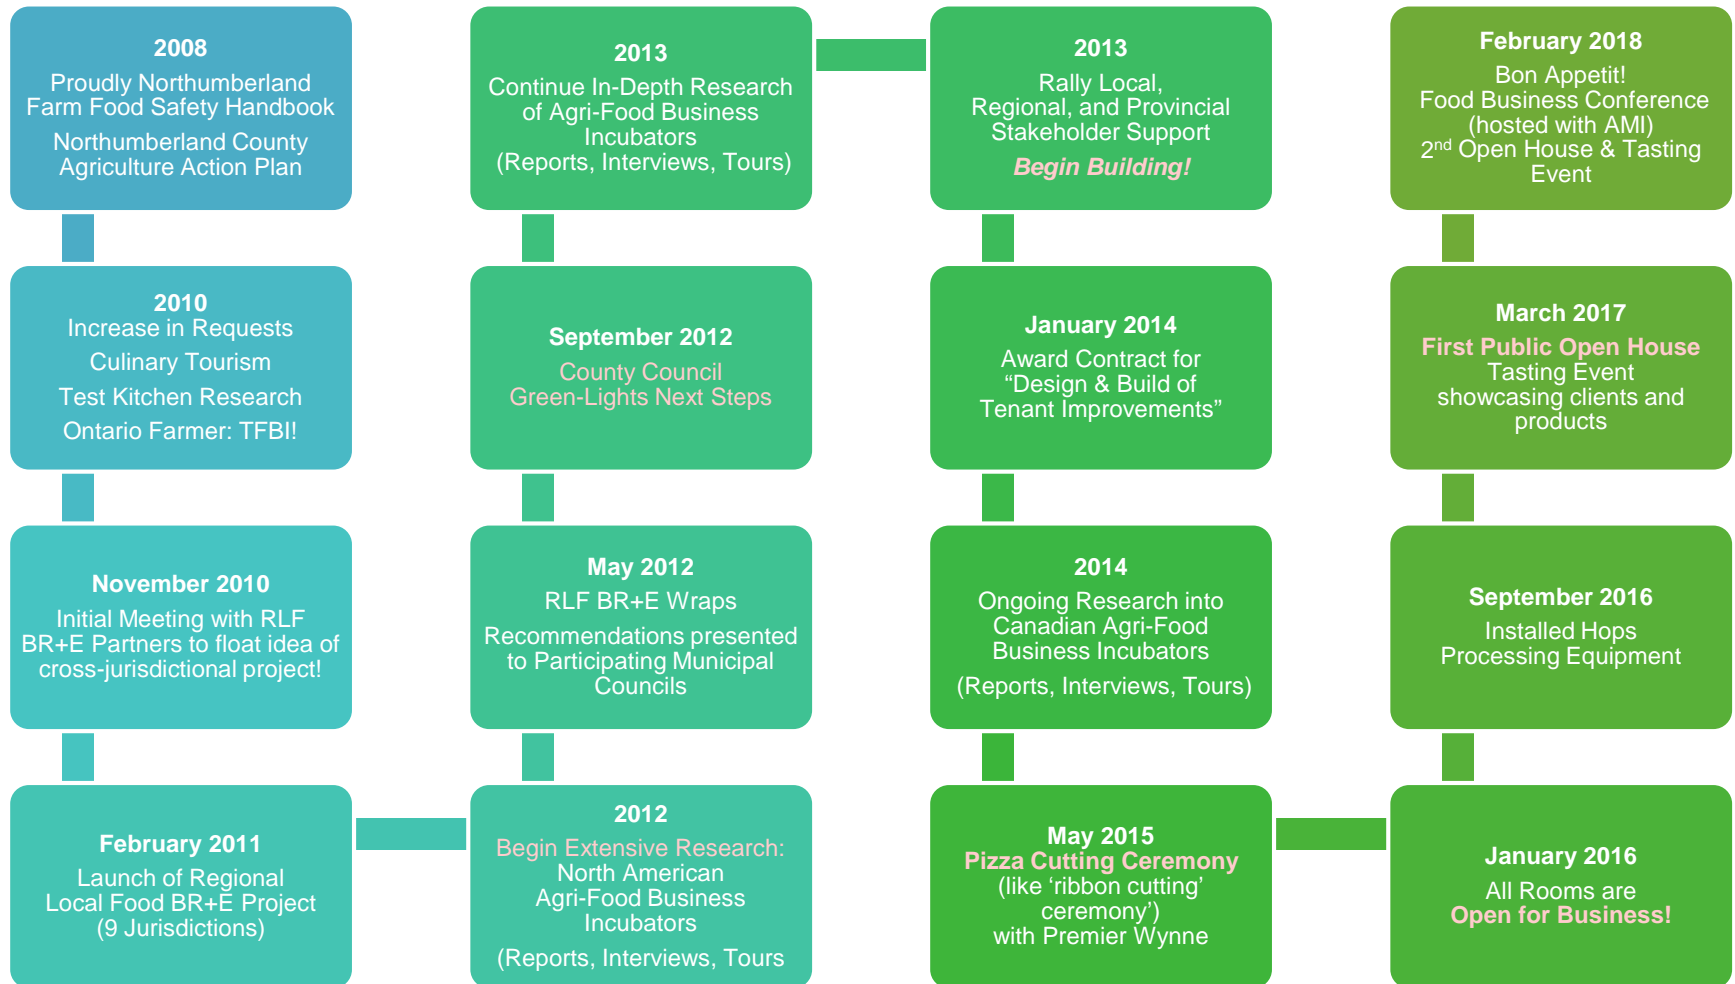 2008
Proudly Northumberland
Farm Food Safety Handbook
Northumberland County
Agriculture Action Plan
2010
Increase in Requests
Culinary Tourism
Test Kitchen Research
Ontario Farmer: TFBI!
November 2010
Initial Meeting with RLF
BR+E Partners to float idea of
cross-jurisdictional project!
February 2011
Launch of Regional
Local Food BR+E Project
(9 Jurisdictions)
2012
Begin Extensive Research:
North American
Agri-Food Business
Incubators
(Reports, Interviews, Tours
May 2012
RLF BR+E Wraps
Recommendations presented
to Participating Municipal
Councils
September 2012
County Council
Green-Lights Next Steps
2013
Continue In-Depth Research
of Agri-Food Business
Incubators
(Reports, Interviews, Tours)
2013
Rally Local,
Regional, and Provincial
Stakeholder Support
Begin Building!
January 2014
Award Contract for
“Design & Build of
Tenant Improvements”
2014
Ongoing Research into
Canadian Agri-Food
Business Incubators
(Reports, Interviews, Tours)
May 2015
Pizza Cutting Ceremony
(like ‘ribbon cutting’
ceremony’)
with Premier Wynne
January 2016
All Rooms are
Open for Business!
September 2016
Installed Hops
Processing Equipment
March 2017
First Public Open House
Tasting Event
showcasing clients and
products
February 2018
Bon Appetit!
Food Business Conference
(hosted with AMI)
2nd Open House & Tasting
Event